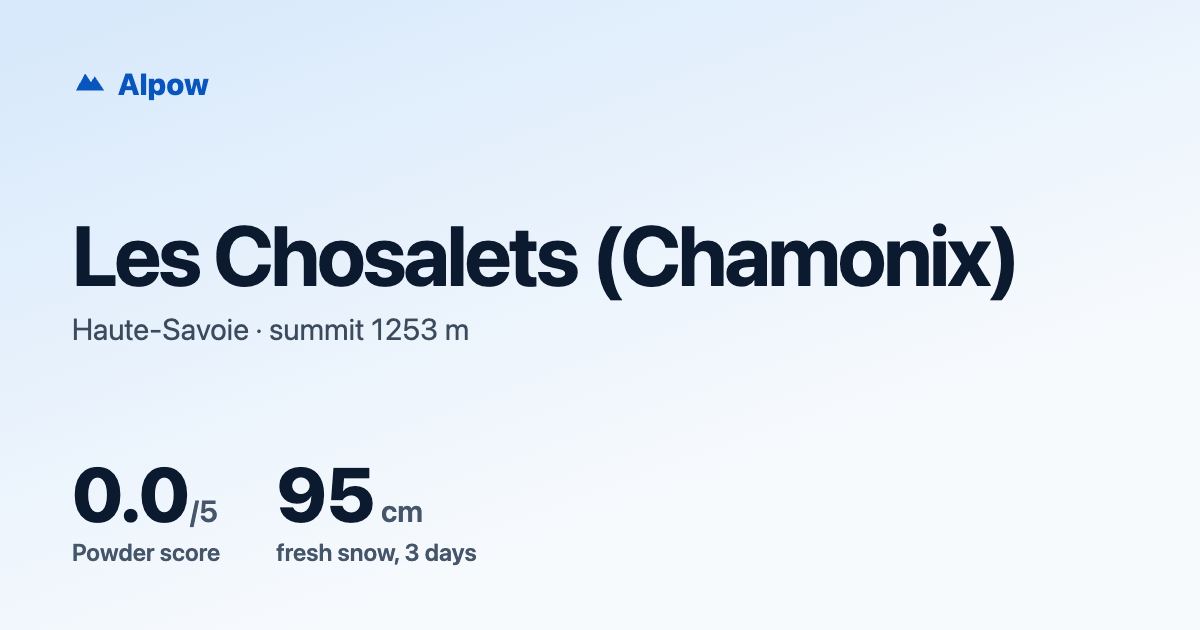 Alpow
Les Chosalets (Chamonix)
Haute-Savoie · summit 1253 m
0.0/5 95 cm
Powder score fresh snow, 3 days